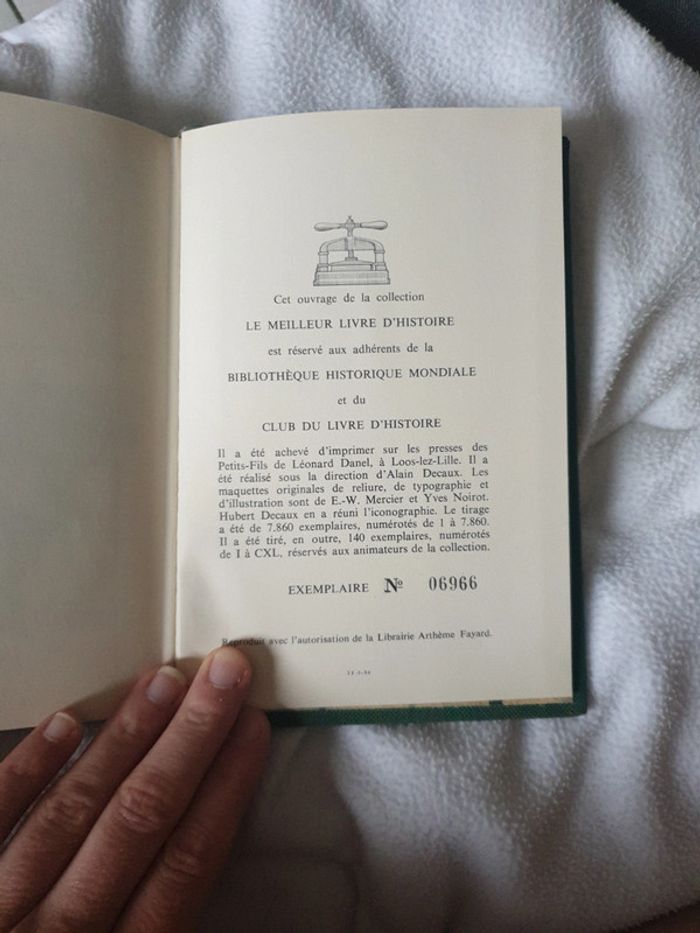 Cet ouvrage de la collection
LE MEILLEUR LIVRE D'HISTOIRE
est réservé aux adhérents de la
BIBLIOTHÈQUE HISTORIQUE MONDIALE
et du
CLUB DU LIVRE D'HISTOIRE
Il a été achevé d'imprimer sur les presses des
Petits-Fils de Léonard Danel, à Loos-lez-Lille. Il a
été réalisé sous la direction d'Alain Decaux. Les
maquettes originales de reliure, de typographie et
d'illustration sont de E.-W. Mercier et Yves Noirot.
Hubert Decaux en a réuni l'iconographie. Le tirage
a été de 7.860 exemplaires, numérotés de 1 à 7.860.
Il a été tiré, en outre, 140 exemplaires, numérotés
de I à CXL, réservés aux animateurs de la collection.
EXEMPLAIRE No 06966
Reproduit avec l'autorisation de la Librairie Arthème Fayard.